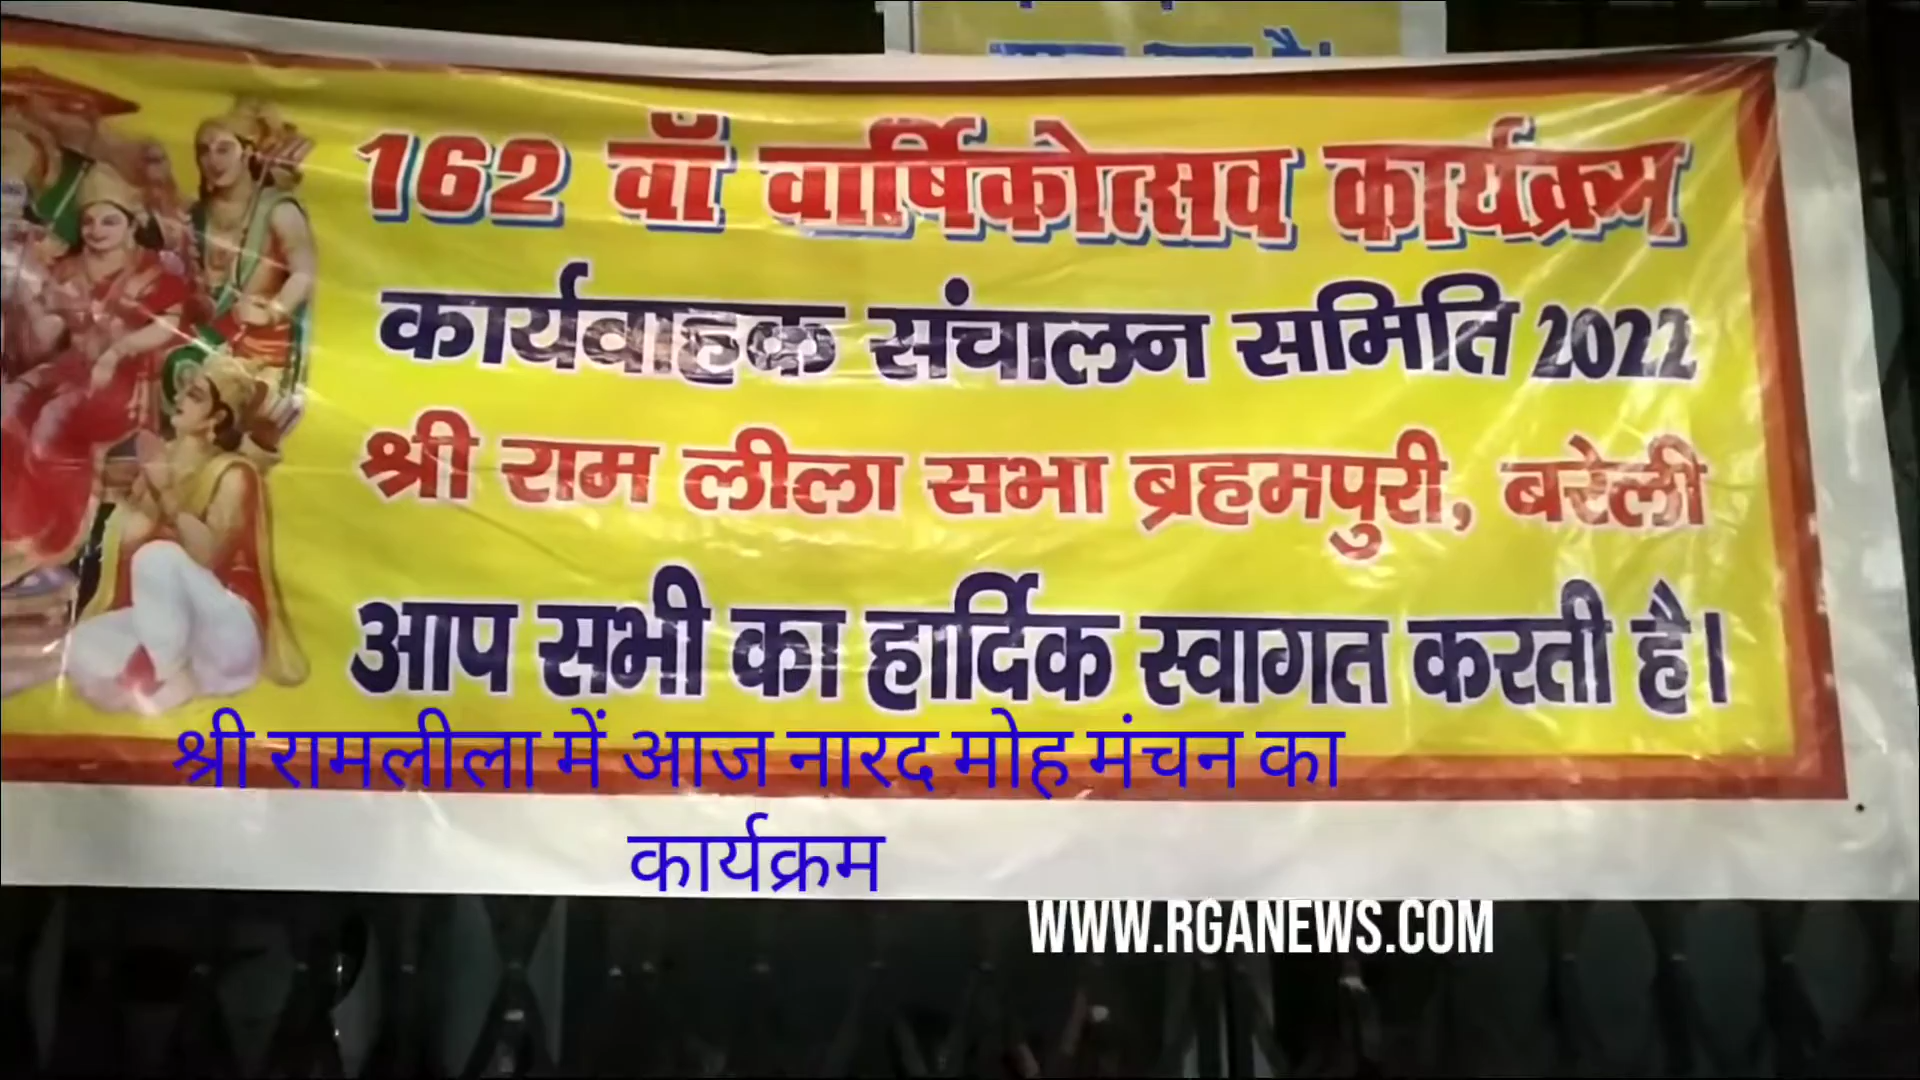 162 वाँ वार्षिकोत्सव कार्यक्रम
कार्यवाहक संचालन समिति 2022
श्री राम लीला सभा ब्रहमपुरी, बरेली
आप सभी का हार्दिक स्वागत करती है।
श्री रामलीला में आज नारद मोह मंचन का
कार्यक्रम
WWW.RGANEWS.COM